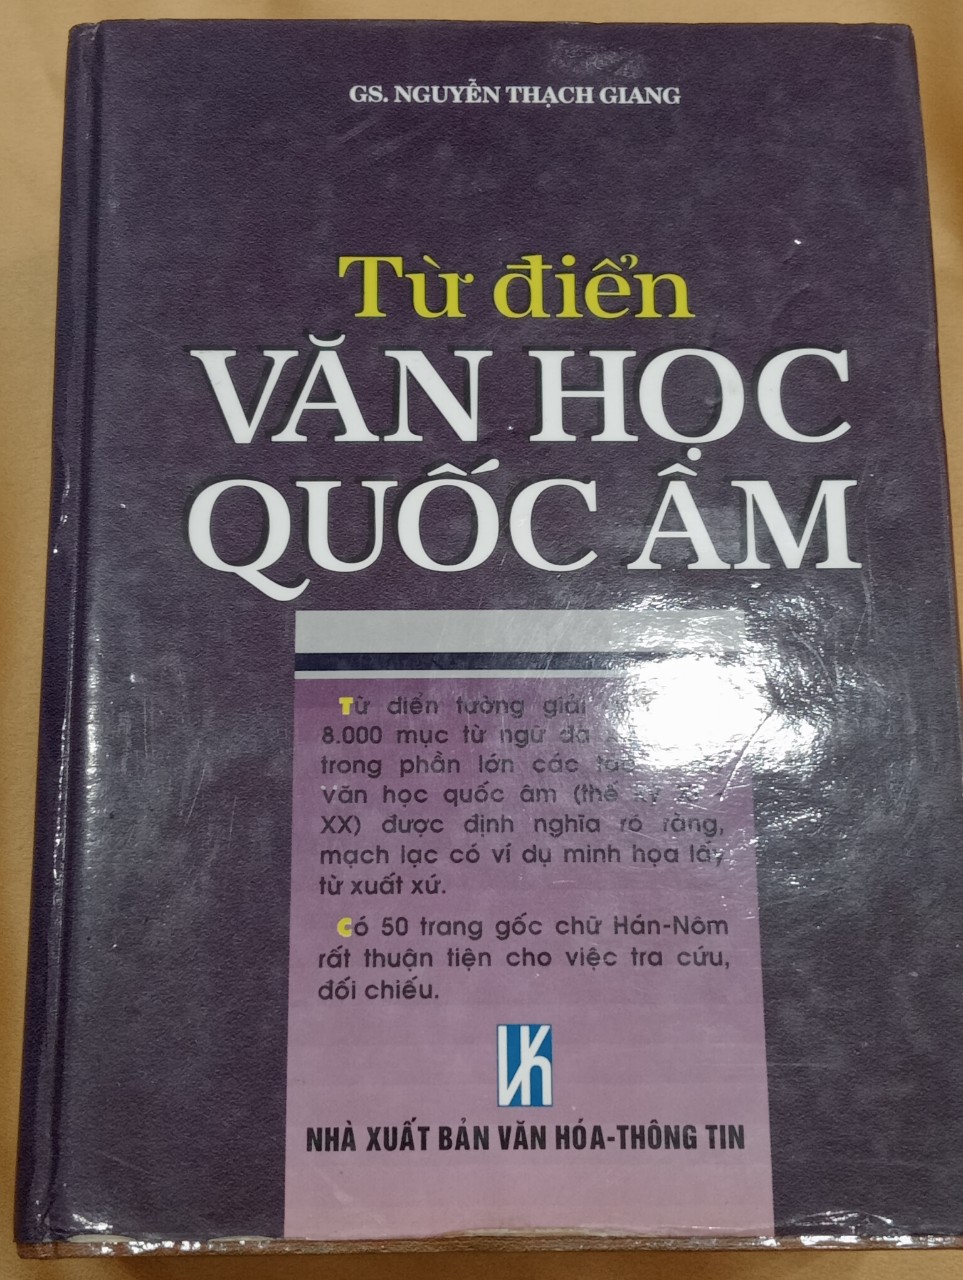 GS. NGUYỄN THẠCH GIANG
Từ điển
VĂN HỌC
QUỐC ÂM
Từ điển tường giải
8.000 mục từ ngữ đã
trong phần lớn các
văn học quốc âm (thế kỷ
XX) được định nghĩa rõ ràng,
mạch lạc có ví dụ minh họa lấy
từ xuất xứ.
Có 50 trang gốc chữ Hán-Nôm
rất thuận tiện cho việc tra cứu,
đối chiếu.
NHÀ XUẤT BẢN VĂN HÓA-THÔNG TIN